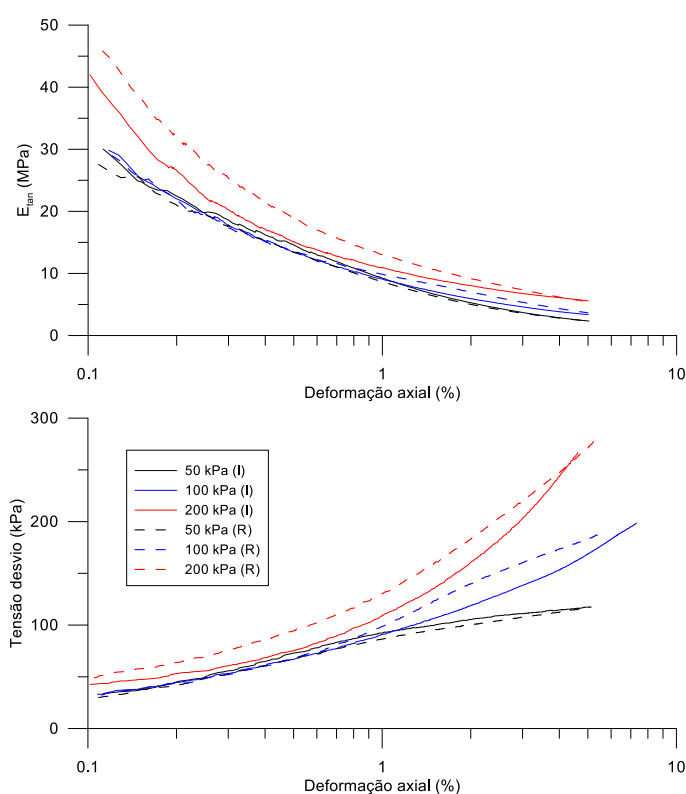 50
40
30
20
10
0
E_tan (MPa)
0.1 1 10
Deformação axial (%)
300
200
100
0
Tensão desvio (kPa)
50 kPa (I)
100 kPa (I)
200 kPa (I)
50 kPa (R)
100 kPa (R)
200 kPa (R)
0.1 1 10
Deformação axial (%)